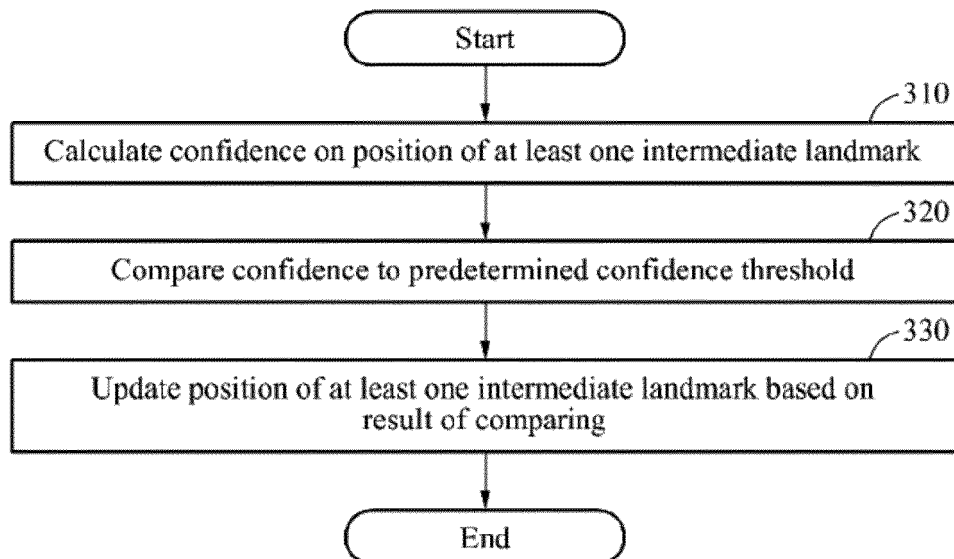 Start
310
Calculate confidence on position of at least one intermediate landmark
320
Compare confidence to predetermined confidence threshold
330
Update position of at least one intermediate landmark based on
result of comparing
End